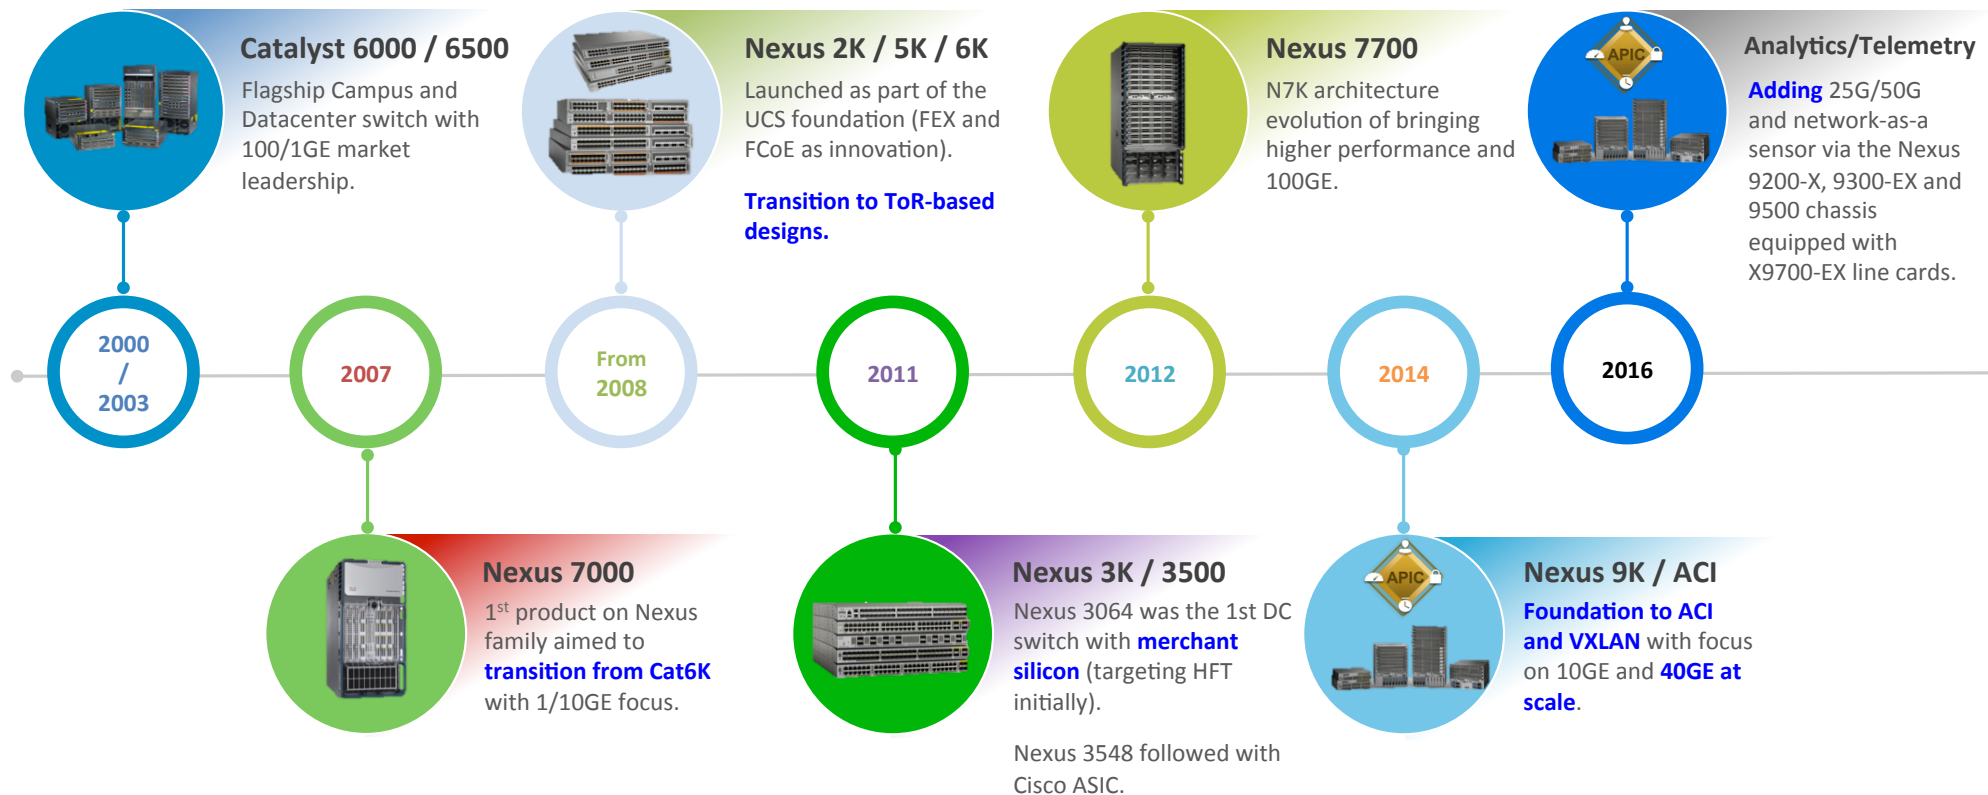 Catalyst 6000 / 6500
Flagship Campus and
Datacenter switch with
100/1GE market
leadership.
Nexus 2K / 5K / 6K
Launched as part of the
UCS foundation (FEX and
FCoE as innovation).
Transition to ToR-based
designs.
Nexus 7700
N7K architecture
evolution of bringing
higher performance and
100GE.
APIC
Analytics/Telemetry
Adding 25G/50G
and network-as-a
sensor via the Nexus
9200-X, 9300-EX and
9500 chassis
equipped with
X9700-EX line cards.
2000
/
2003
2007
From
2008
2011
2012
2014
2016
Nexus 7000
1st product on Nexus
family aimed to
transition from Cat6K
with 1/10GE focus.
Nexus 3K / 3500
Nexus 3064 was the 1st DC
switch with merchant
silicon (targeting HFT
initially).
Nexus 3548 followed with
Cisco ASIC.
APIC
Nexus 9K / ACI
Foundation to ACI
and VXLAN with focus
on 10GE and 40GE at
scale.